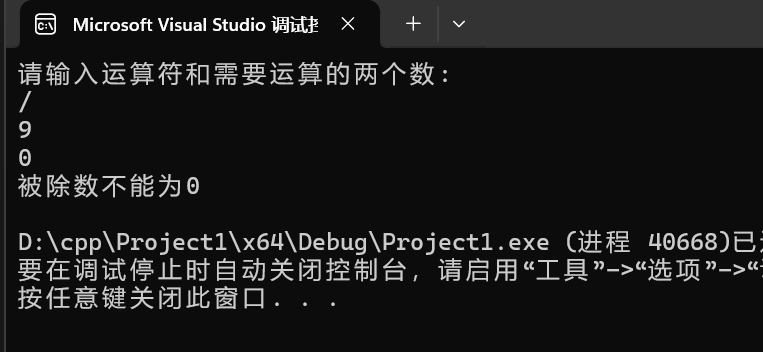 Microsoft Visual Studio 调试
请输入运算符和需要运算的两个数:
/
9
0
被除数不能为0
D:\cpp\Project1\x64\Debug\Project1.exe (进程 40668)已
要在调试停止时自动关闭控制台, 请启用“工具”->“选项”->“
按任意键关闭此窗口. . .